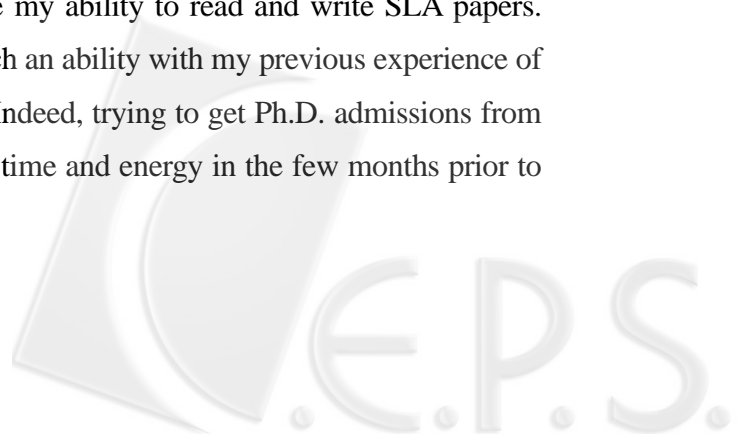 my ability to read and write SLA papers.
an ability with my previous experience of
Indeed, trying to get Ph.D. admissions from
time and energy in the few months prior to
C.E.P.S.